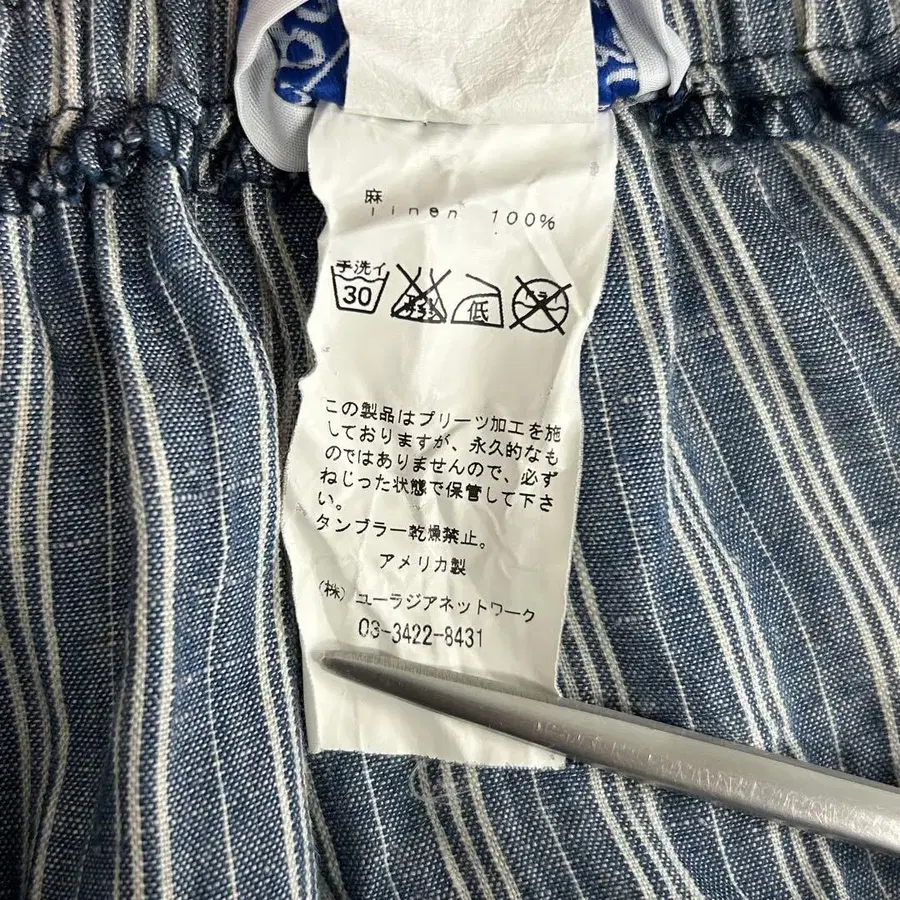 麻
linen 100%
手洗イ
30
低
ドライ
この製品はプリーツ加工を施
しておりますが、永久的なも
のではありませんので、必ず
ねじった状態で保管して下さ
い。
タンブラー乾燥禁止。
アメリカ製
(株) ユーラジアネットワーク
03-3422-8431